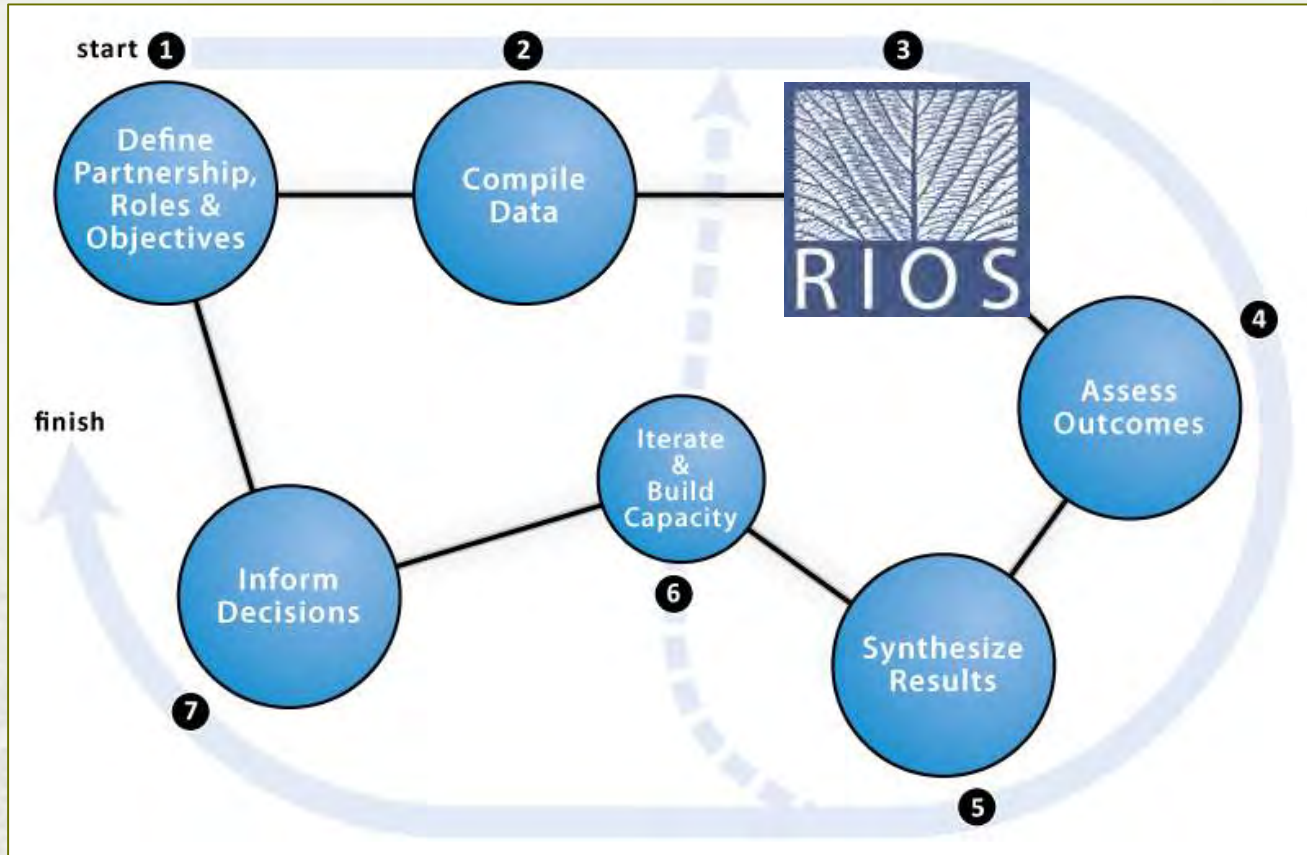 start 1
Define
Partnership,
Roles &
Objectives
2
Compile
Data
3
RIOS
4
Assess
Outcomes
5
Synthesize
Results
6
Iterate
&
Build
Capacity
7
Inform
Decisions
finish